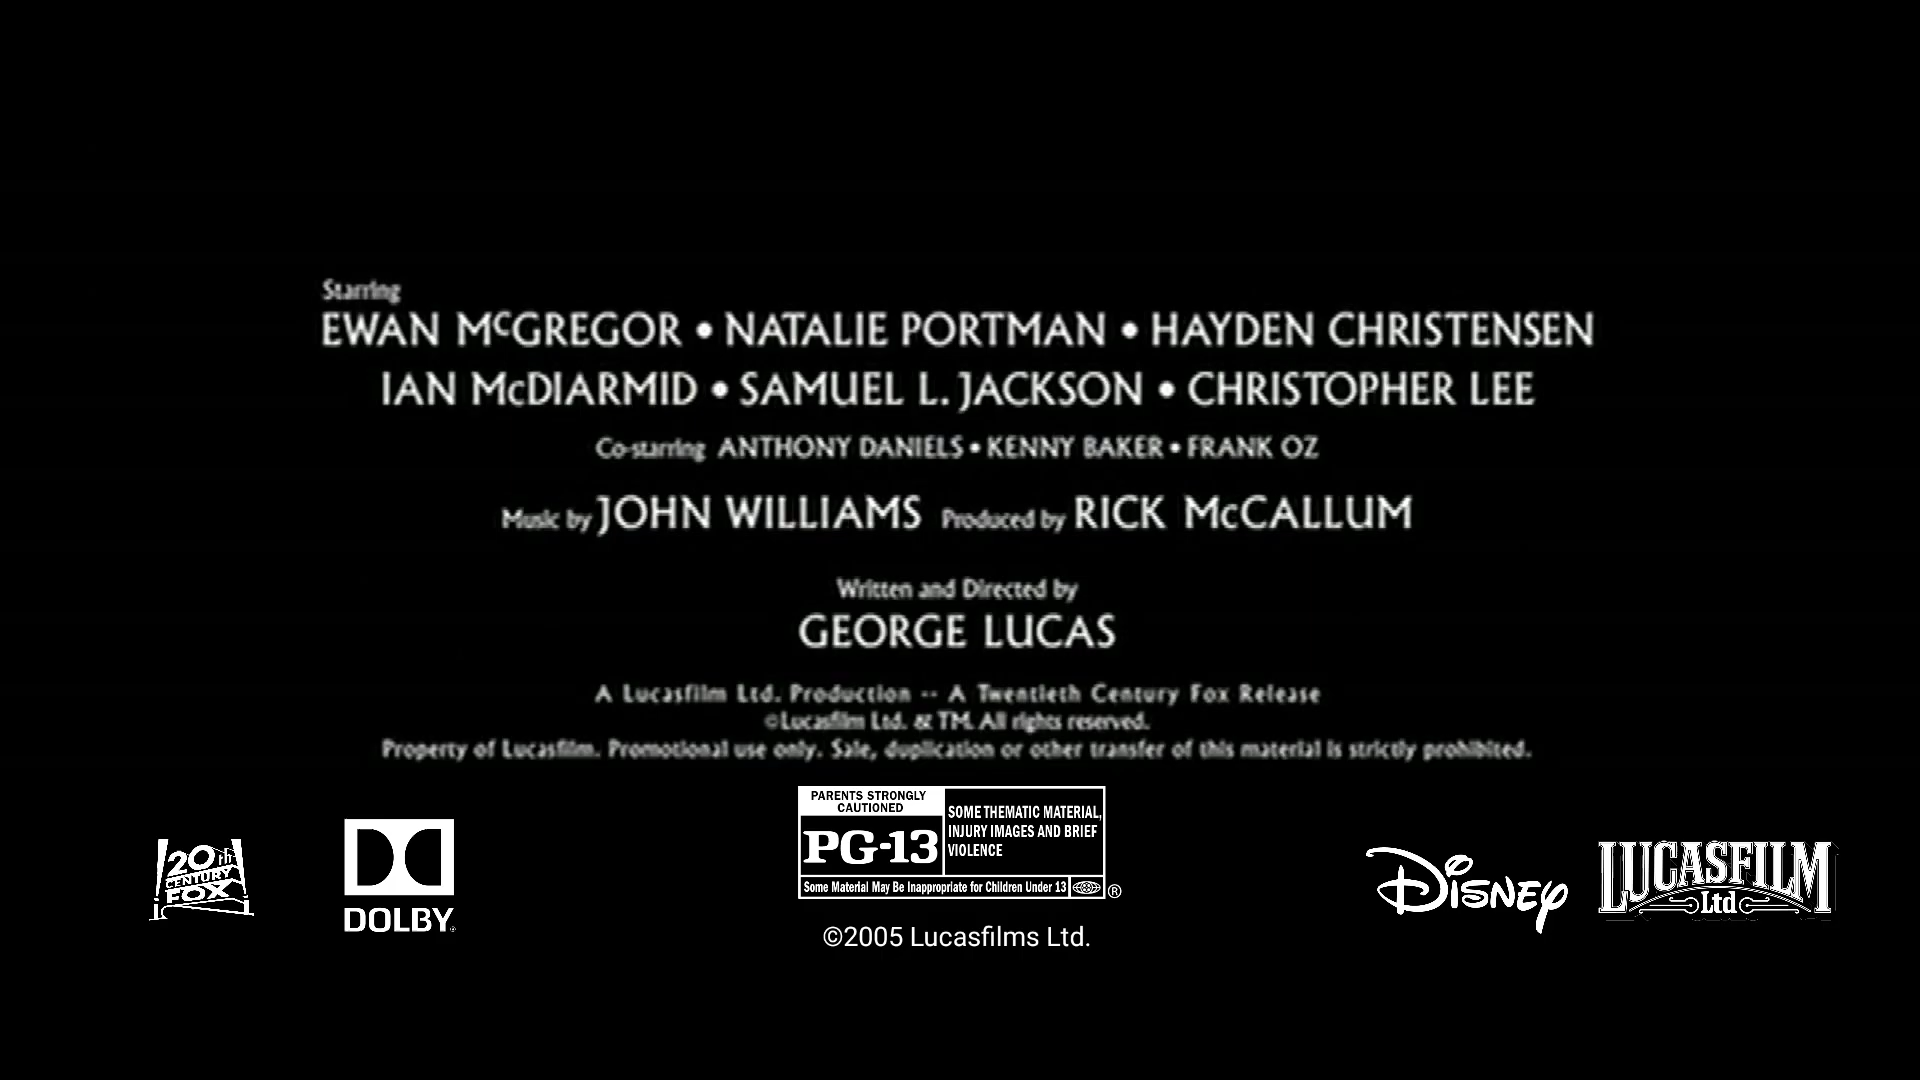 Starring
EWAN McGREGOR • NATALIE PORTMAN • HAYDEN CHRISTENSEN
IAN McDIARMID • SAMUEL L. JACKSON • CHRISTOPHER LEE
Co-starring ANTHONY DANIELS • KENNY BAKER • FRANK OZ
Music by JOHN WILLIAMS Produced by RICK McCALLUM
Written and Directed by
GEORGE LUCAS
A Lucasfilm Ltd. Production -- A Twentieth Century Fox Release
©Lucasfilm Ltd. & TM. All rights reserved.
Property of Lucasfilm. Promotional use only. Sale, duplication or other transfer of this material is strictly prohibited.
PARENTS STRONGLY
CAUTIONED
PG-13
SOME THEMATIC MATERIAL,
INJURY IMAGES AND BRIEF
VIOLENCE
Some Material May Be Inappropriate for Children Under 13 ®
20th
CENTURY
FOX
DOLBY
Disney
LUCASFILM
Ltd
©2005 Lucasfilms Ltd.